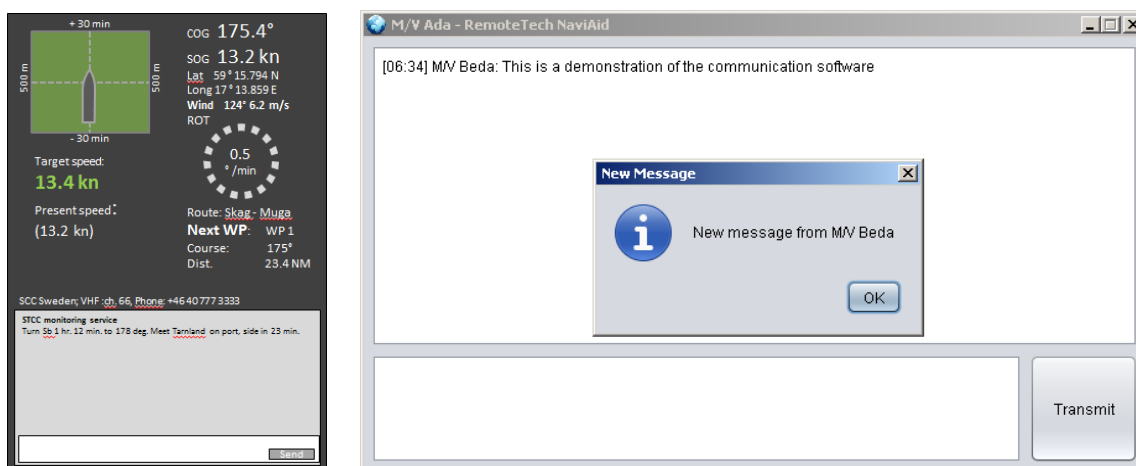 + 30 min
500 m
500 m
- 30 min
COG 175.4°
SOG 13.2 kn
Lat 59°15.794 N
Long 17°13.859 E
Wind 124° 6.2 m/s
ROT
0.5
°/min
Target speed:
13.4 kn
Present speed:
(13.2 kn)
Route: Skag - Muga
Next WP: WP 1
Course: 175°
Dist. 23.4 NM
SCC Sweden; VHF :ch, 66, Phone: +46 40 777 3333
STCC monitoring service
Turn Sb 1 hr. 12 min. to 178 deg. Meet Tarnland on port, side in 23 min.
Send
M/V Ada - RemoteTech NaviAid
[06:34] M/V Beda: This is a demonstration of the communication software
New Message
New message from M/V Beda
OK
Transmit